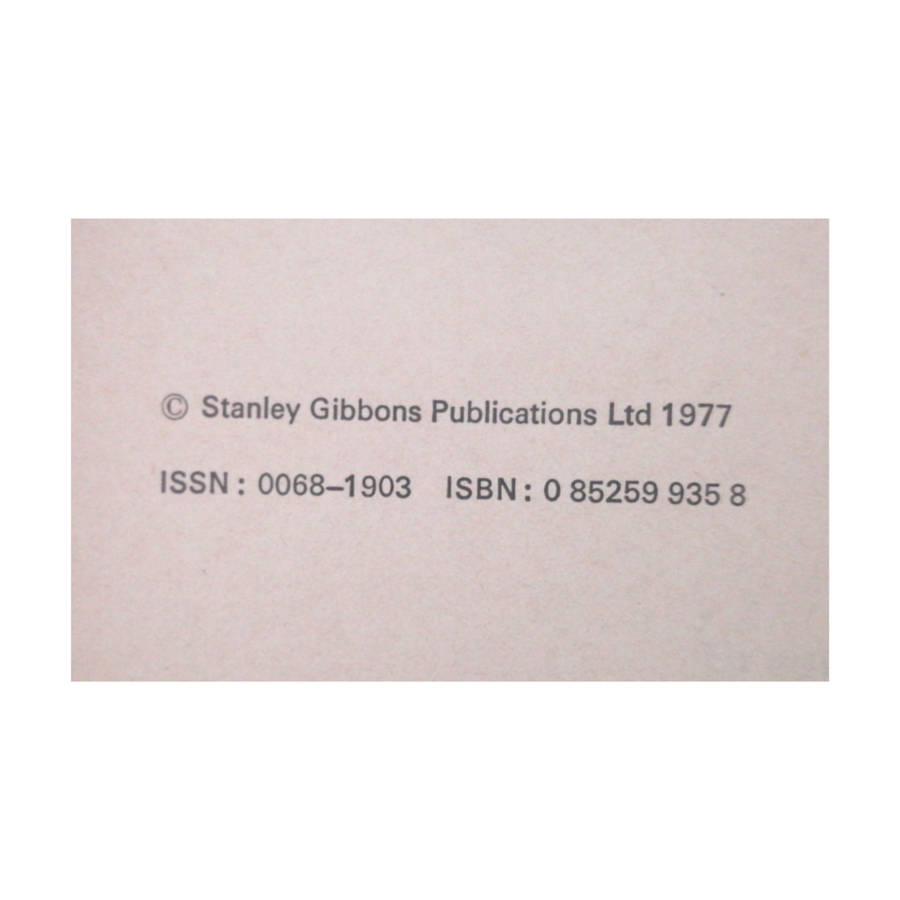 © Stanley Gibbons Publications Ltd 1977
ISSN: 0068–1903 ISBN: 0 85259 935 8